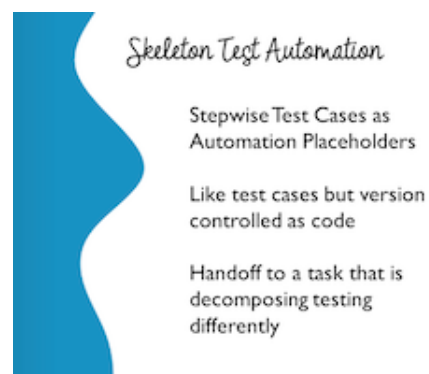 Skeleton Test Automation
Stepwise Test Cases as
Automation Placeholders
Like test cases but version
controlled as code
Handoff to a task that is
decomposing testing
differently